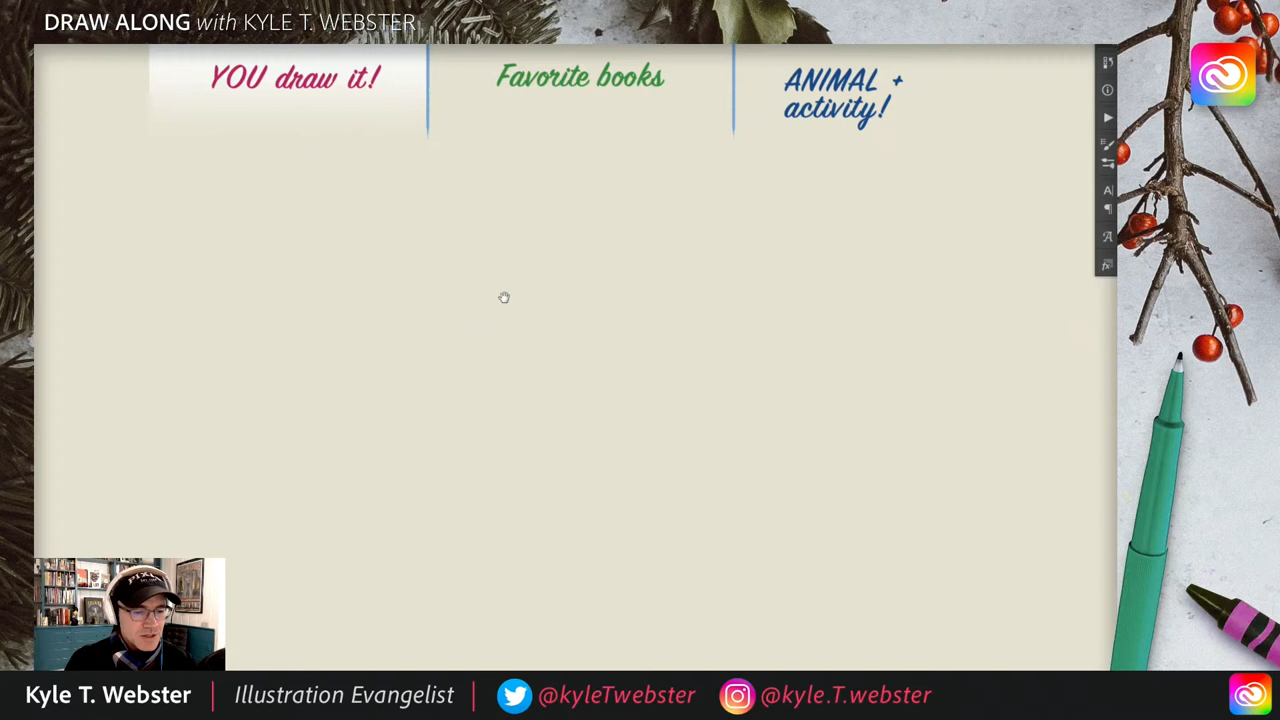 DRAW ALONG with KYLE T. WEBSTER
YOU draw it!
Favorite books
ANIMAL +
activity!
Kyle T. Webster | Illustration Evangelist | @kyleTwebster @kyle.T.webster